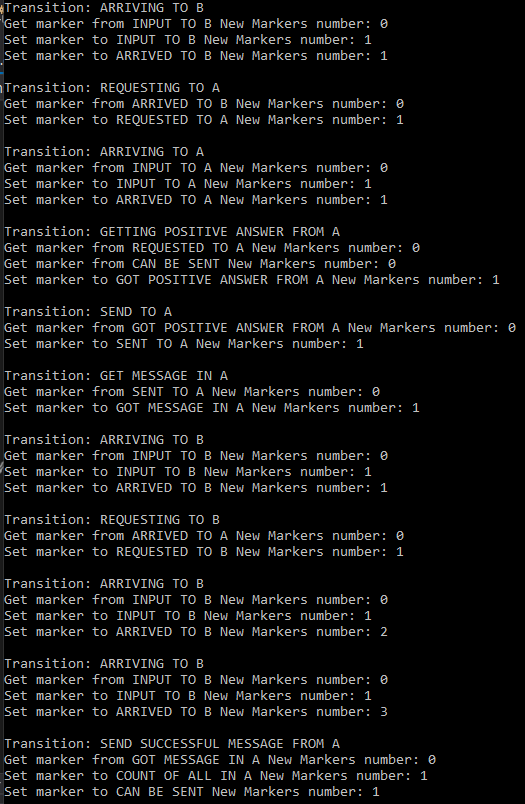 Transition: ARRIVING TO B
Get marker from INPUT TO B New Markers number: 0
Set marker to INPUT TO B New Markers number: 1
Set marker to ARRIVED TO B New Markers number: 1
Transition: REQUESTING TO A
Get marker from ARRIVED TO B New Markers number: 0
Set marker to REQUESTED TO A New Markers number: 1
Transition: ARRIVING TO A
Get marker from INPUT TO A New Markers number: 0
Set marker to INPUT TO A New Markers number: 1
Set marker to ARRIVED TO A New Markers number: 1
Transition: GETTING POSITIVE ANSWER FROM A
Get marker from REQUESTED TO A New Markers number: 0
Get marker from CAN BE SENT New Markers number: 0
Set marker to GOT POSITIVE ANSWER FROM A New Markers number: 1
Transition: SEND TO A
Get marker from GOT POSITIVE ANSWER FROM A New Markers number: 0
Set marker to SENT TO A New Markers number: 1
Transition: GET MESSAGE IN A
Get marker from SENT TO A New Markers number: 0
Set marker to GOT MESSAGE IN A New Markers number: 1
Transition: ARRIVING TO B
Get marker from INPUT TO B New Markers number: 0
Set marker to INPUT TO B New Markers number: 1
Set marker to ARRIVED TO B New Markers number: 1
Transition: REQUESTING TO B
Get marker from ARRIVED TO A New Markers number: 0
Set marker to REQUESTED TO B New Markers number: 1
Transition: ARRIVING TO B
Get marker from INPUT TO B New Markers number: 0
Set marker to INPUT TO B New Markers number: 1
Set marker to ARRIVED TO B New Markers number: 2
Transition: ARRIVING TO B
Get marker from INPUT TO B New Markers number: 0
Set marker to INPUT TO B New Markers number: 1
Set marker to ARRIVED TO B New Markers number: 3
Transition: SEND SUCCESSFUL MESSAGE FROM A
Get marker from GOT MESSAGE IN A New Markers number: 0
Set marker to COUNT OF ALL IN A New Markers number: 1
Set marker to CAN BE SENT New Markers number: 1